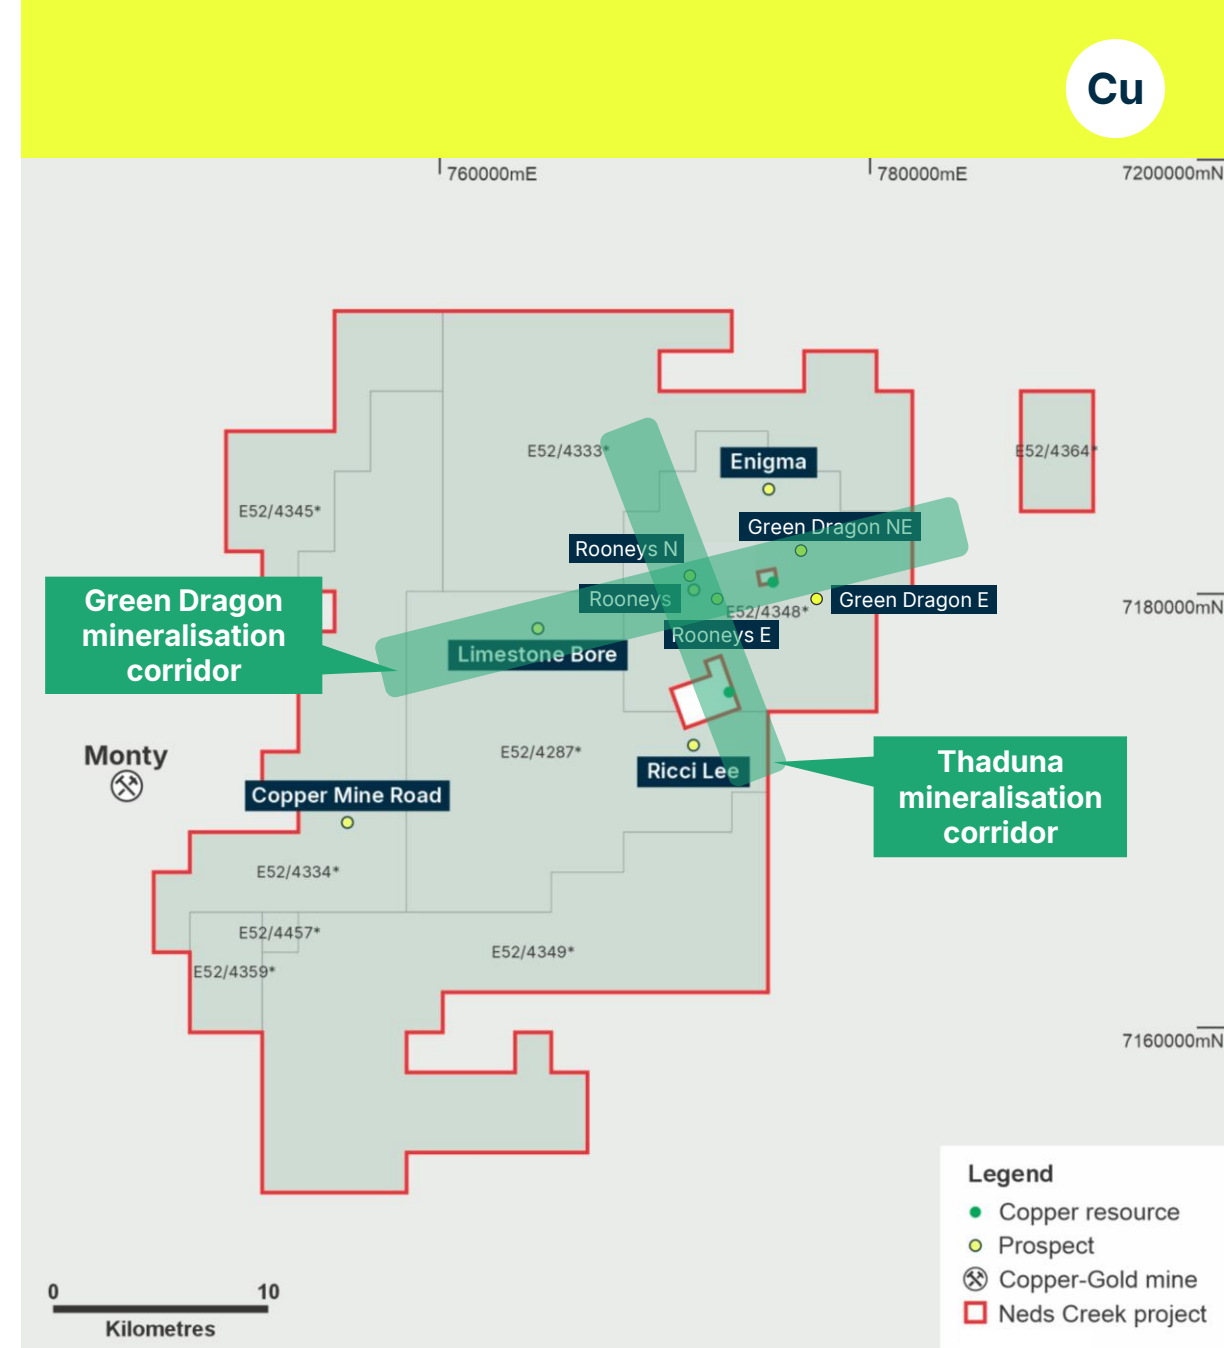 Cu
760000mE
780000mE
7200000mN
E52/4333*
Enigma
E52/4364*
E52/4345*
Green Dragon NE
Rooneys N
Rooneys
Green Dragon E
7180000mN
E52/4348*
Green Dragon
mineralisation
corridor
Rooneys E
Limestone Bore
Monty
E52/4287*
Ricci Lee
Thaduna
mineralisation
corridor
Copper Mine Road
E52/4334*
E52/4457*
E52/4349*
E52/4359*
7160000mN
Legend
Copper resource
Prospect
Copper-Gold mine
Neds Creek project
0 10
Kilometres